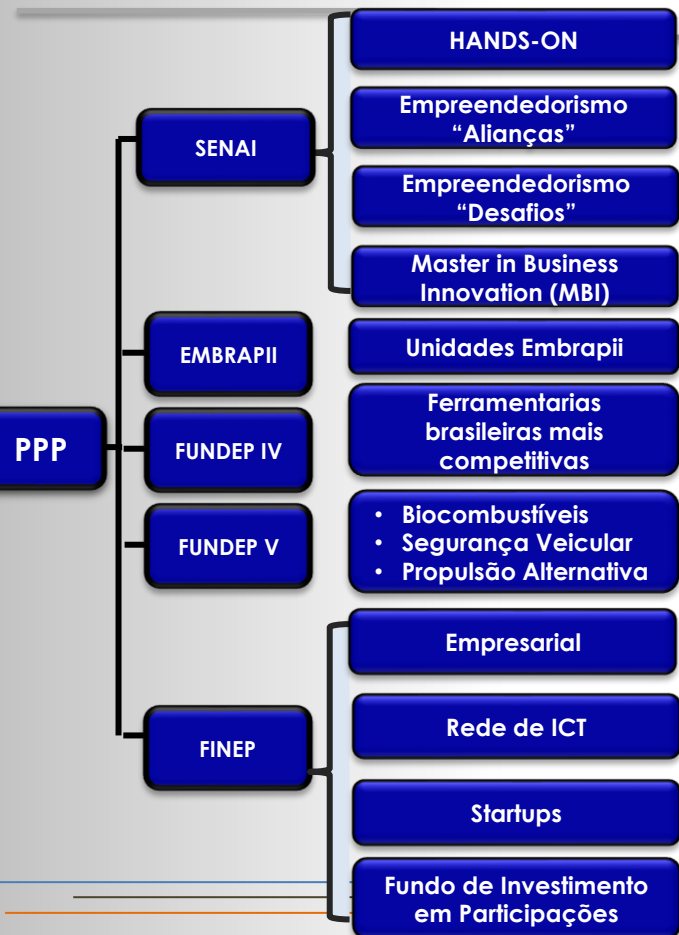 PPP
SENAI
HANDS-ON
Empreendedorismo
“Alianças”
Empreendedorismo
“Desafios”
Master in Business
Innovation (MBI)
EMBRAPII
Unidades Embrapii
FUNDEP IV
Ferramentarias
brasileiras mais
competitivas
FUNDEP V
• Biocombustíveis
• Segurança Veicular
• Propulsão Alternativa
FINEP
Empresarial
Rede de ICT
Startups
Fundo de Investimento
em Participações